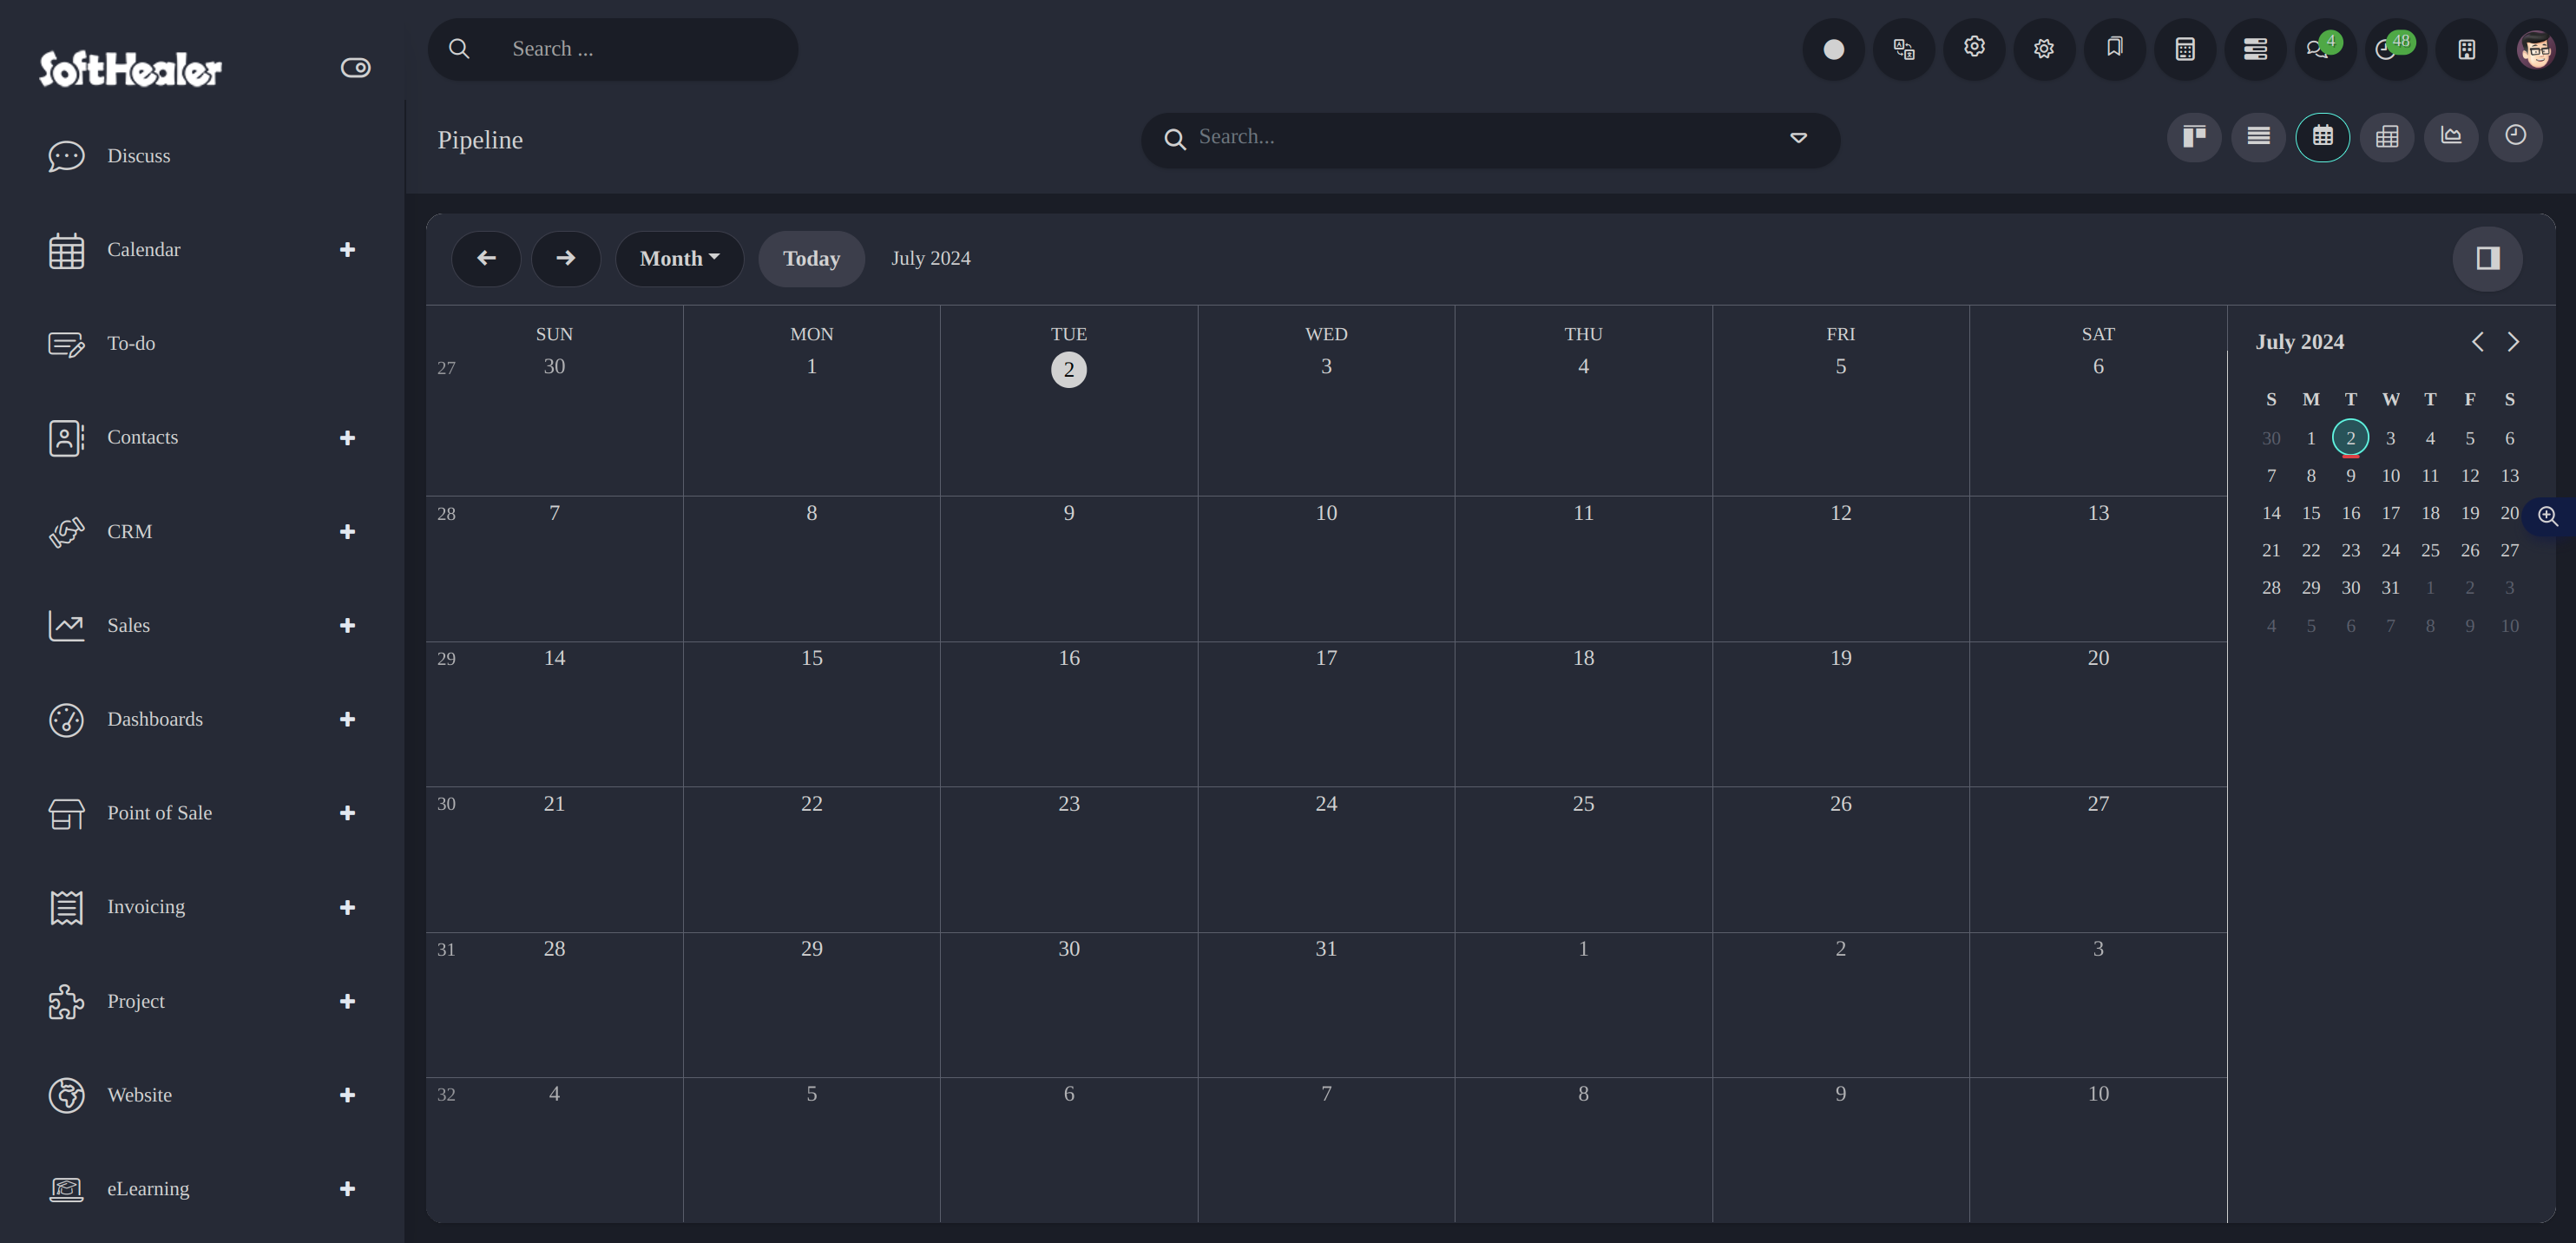 SoftHealer
Search ...
4
48
Pipeline
Search...
Discuss
Calendar
To-do
Contacts
CRM
Sales
Dashboards
Point of Sale
Invoicing
Project
Website
eLearning
Month
Today
July 2024
SUN MON TUE WED THU FRI SAT
27 30 1 2 3 4 5 6
28 7 8 9 10 11 12 13
29 14 15 16 17 18 19 20
30 21 22 23 24 25 26 27
31 28 29 30 31 1 2 3
32 4 5 6 7 8 9 10
July 2024
S M T W T F S
30 1 2 3 4 5 6
7 8 9 10 11 12 13
14 15 16 17 18 19 20
21 22 23 24 25 26 27
28 29 30 31 1 2 3
4 5 6 7 8 9 10